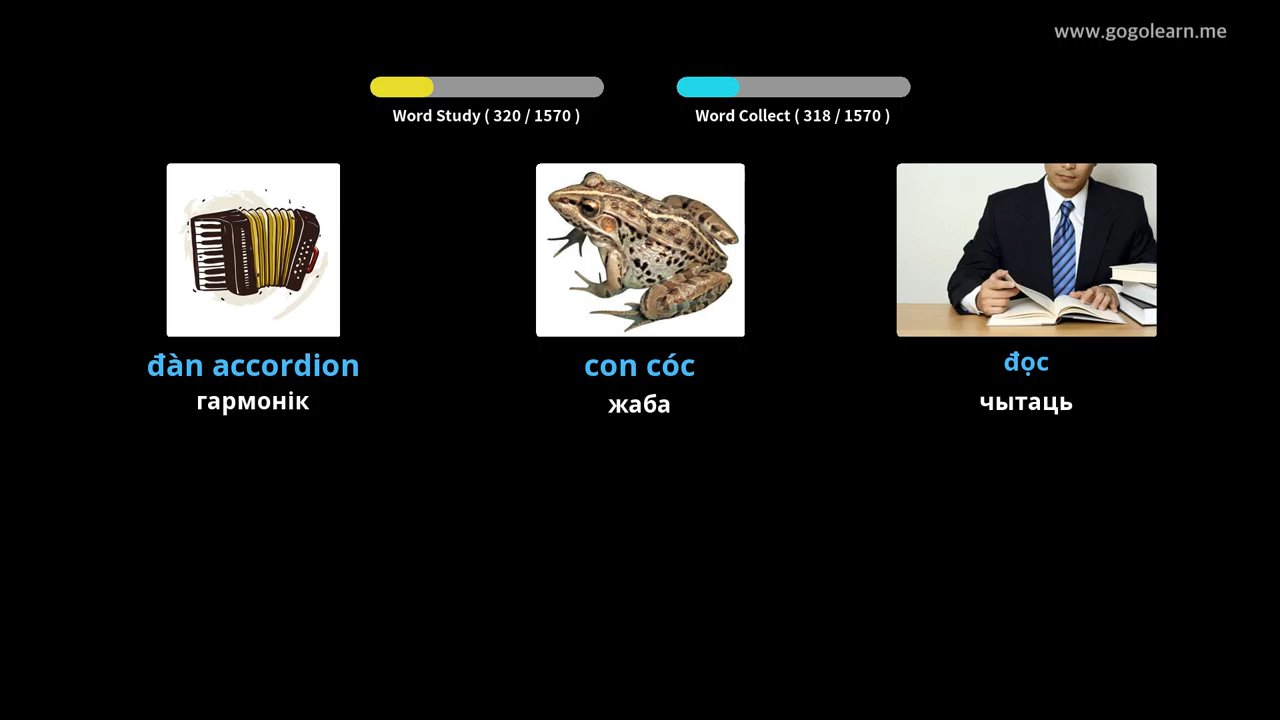 www.gogolearn.me
Word Study ( 320 / 1570 )
Word Collect ( 318 / 1570 )
đàn accordion
гармонік
con cóc
жаба
đọc
чытаць